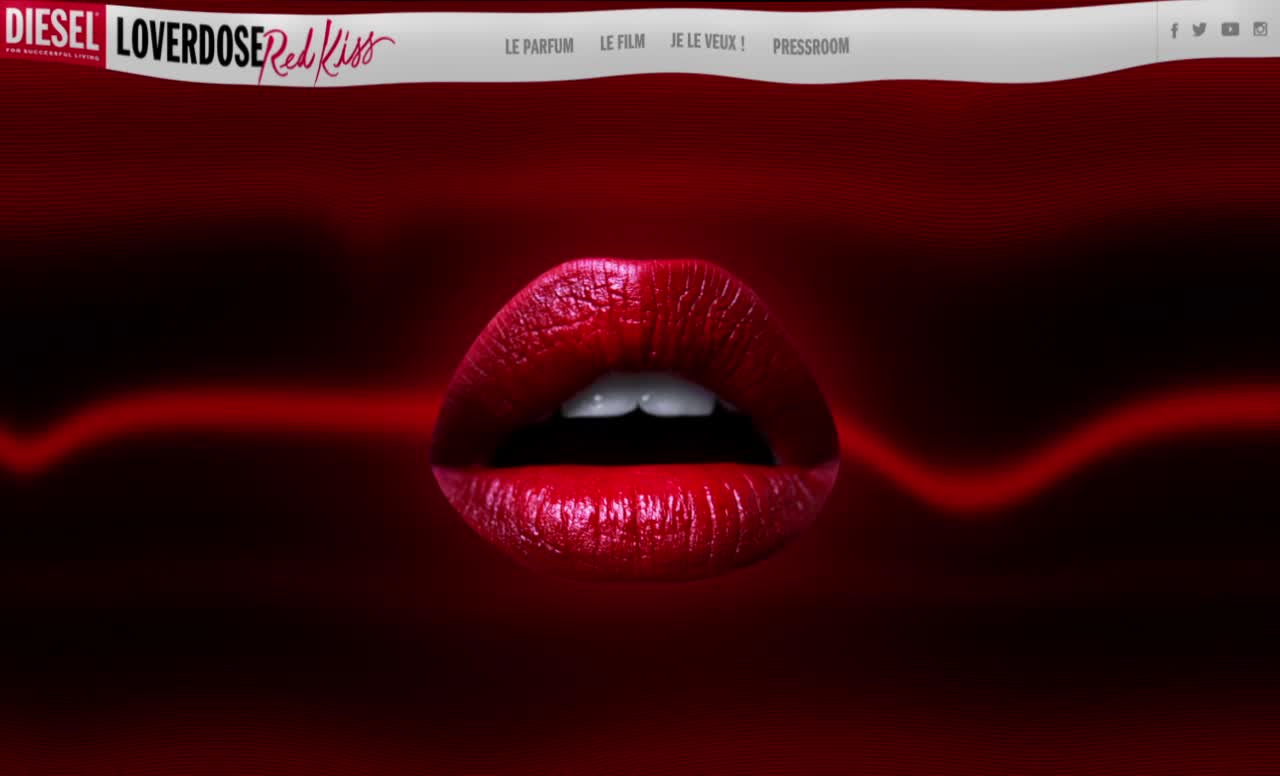 DIESEL
FOR SUCCESSFUL LIVING
LOVERDOSE Red Kiss
LE PARFUM
LE FILM
JE LE VEUX !
PRESSROOM